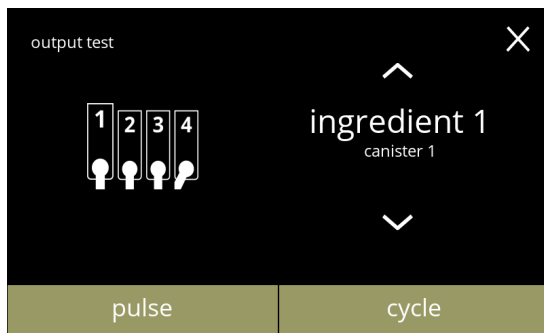 output test
1 2 3 4
ingredient 1
canister 1
pulse
cycle